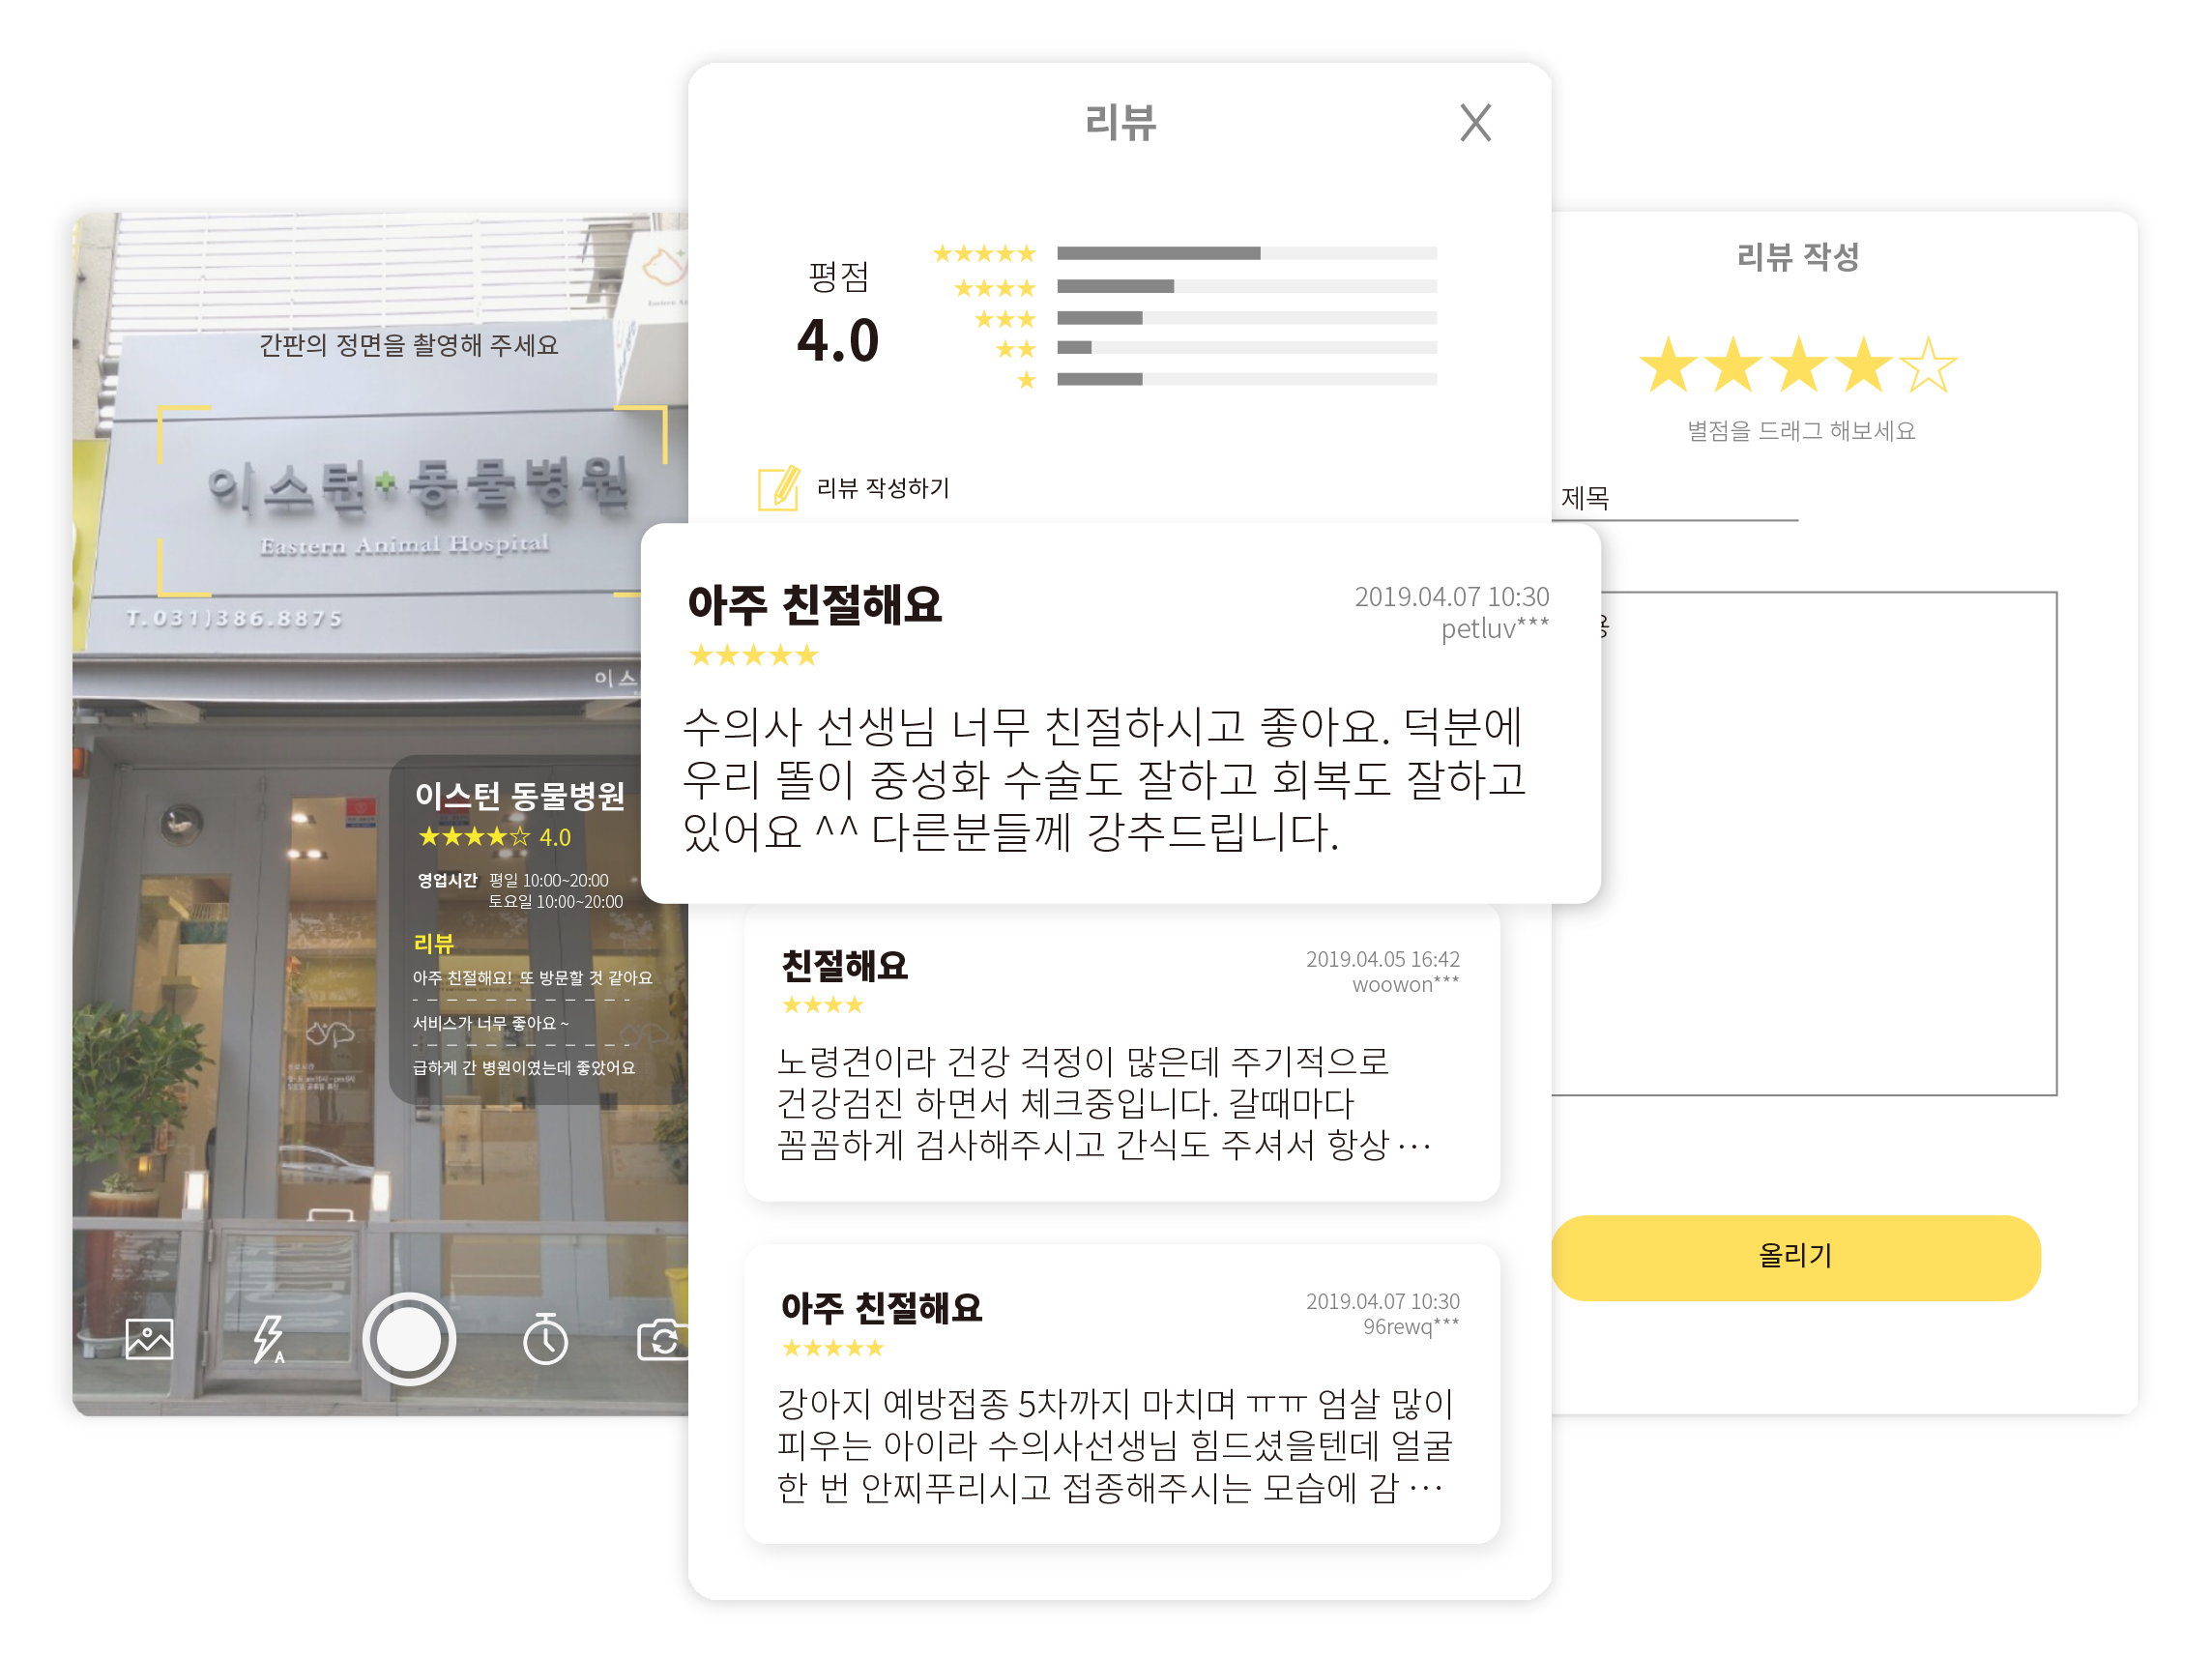 간판의 정면을 촬영해 주세요
이스턴 동물병원
Eastern Animal Hospital
T. 031)386.8875
이스
이스턴 동물병원
★★★★☆ 4.0
영업시간 평일 10:00~20:00
토요일 10:00~20:00
리뷰
아주 친절해요! 또 방문할 것 같아요
서비스가 너무 좋아요 ~
급하게 간 병원이였는데 좋았어요
A
리뷰
X
평점
4.0
★★★★★
★★★★
★★★
★★
★
리뷰 작성하기
아주 친절해요
2019.04.07 10:30
petluv***
★★★★★
수의사 선생님 너무 친절하시고 좋아요. 덕분에
우리 똘이 중성화 수술도 잘하고 회복도 잘하고
있어요 ^^ 다른분들께 강추드립니다.
친절해요
2019.04.05 16:42
woowon***
★★★★
노령견이라 건강 걱정이 많은데 주기적으로
건강검진 하면서 체크중입니다. 갈때마다
꼼꼼하게 검사해주시고 간식도 주셔서 항상 ⋯
아주 친절해요
2019.04.07 10:30
96rewq***
★★★★★
강아지 예방접종 5차까지 마치며 ㅠㅠ 엄살 많이
피우는 아이라 수의사선생님 힘드셨을텐데 얼굴
한 번 안찌푸리시고 접종해주시는 모습에 감 ⋯
리뷰 작성
★★★★☆
별점을 드래그 해보세요
제목
용
올리기